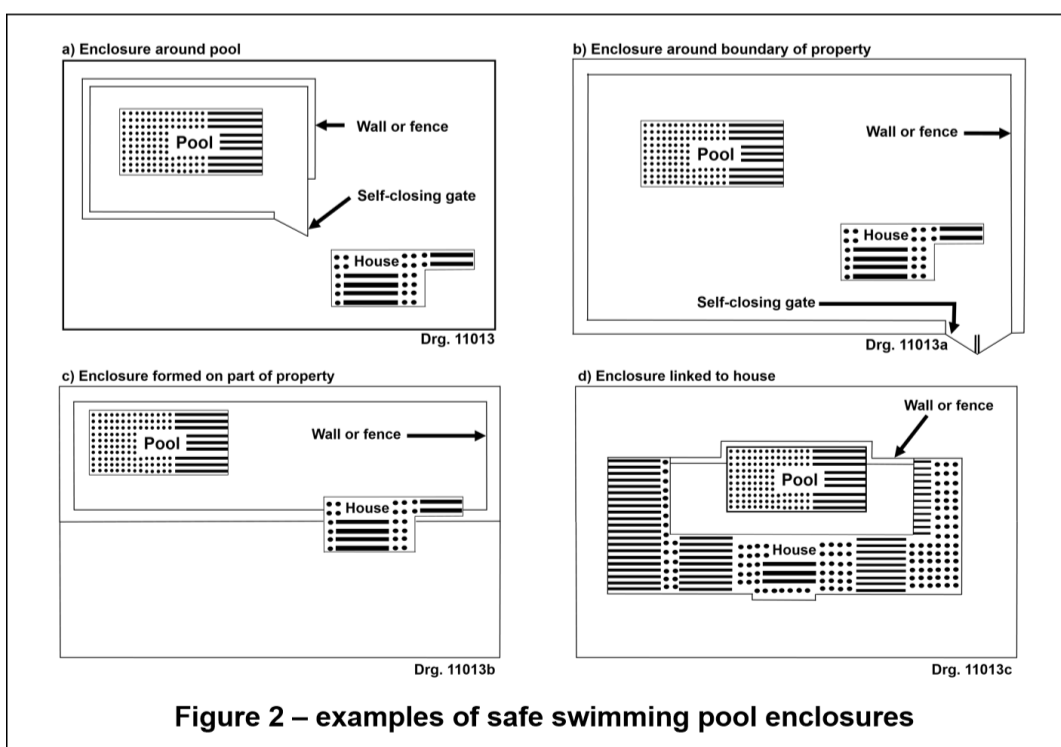 a) Enclosure around pool
Pool
Wall or fence
Self-closing gate
House
Drg. 11013
b) Enclosure around boundary of property
Wall or fence
Pool
House
Self-closing gate
Drg. 11013a
c) Enclosure formed on part of property
Pool
Wall or fence
House
Drg. 11013b
d) Enclosure linked to house
Wall or fence
Pool
House
Drg. 11013c
Figure 2 – examples of safe swimming pool enclosures